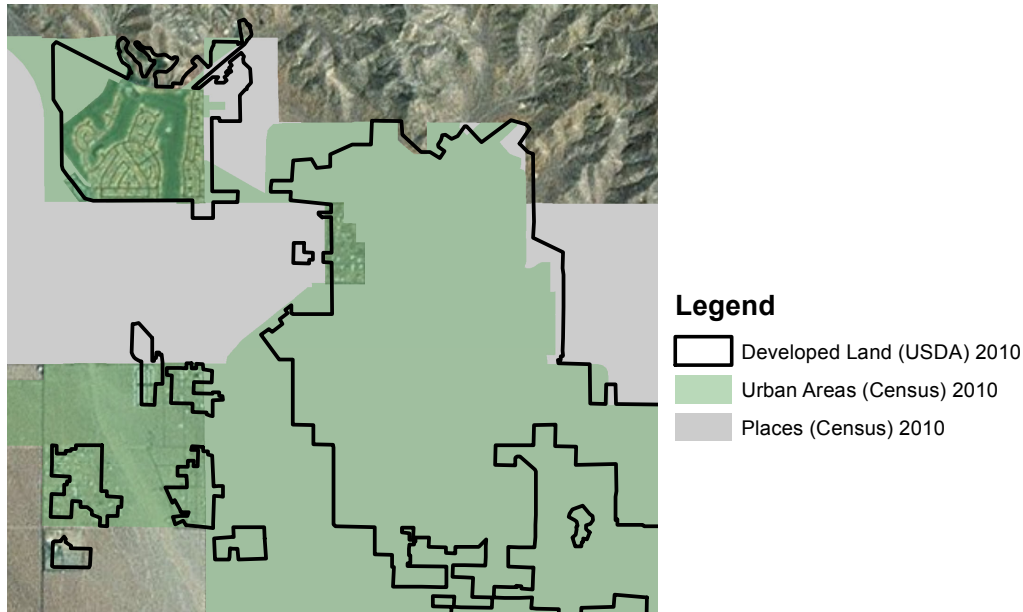 Legend
Developed Land (USDA) 2010
Urban Areas (Census) 2010
Places (Census) 2010